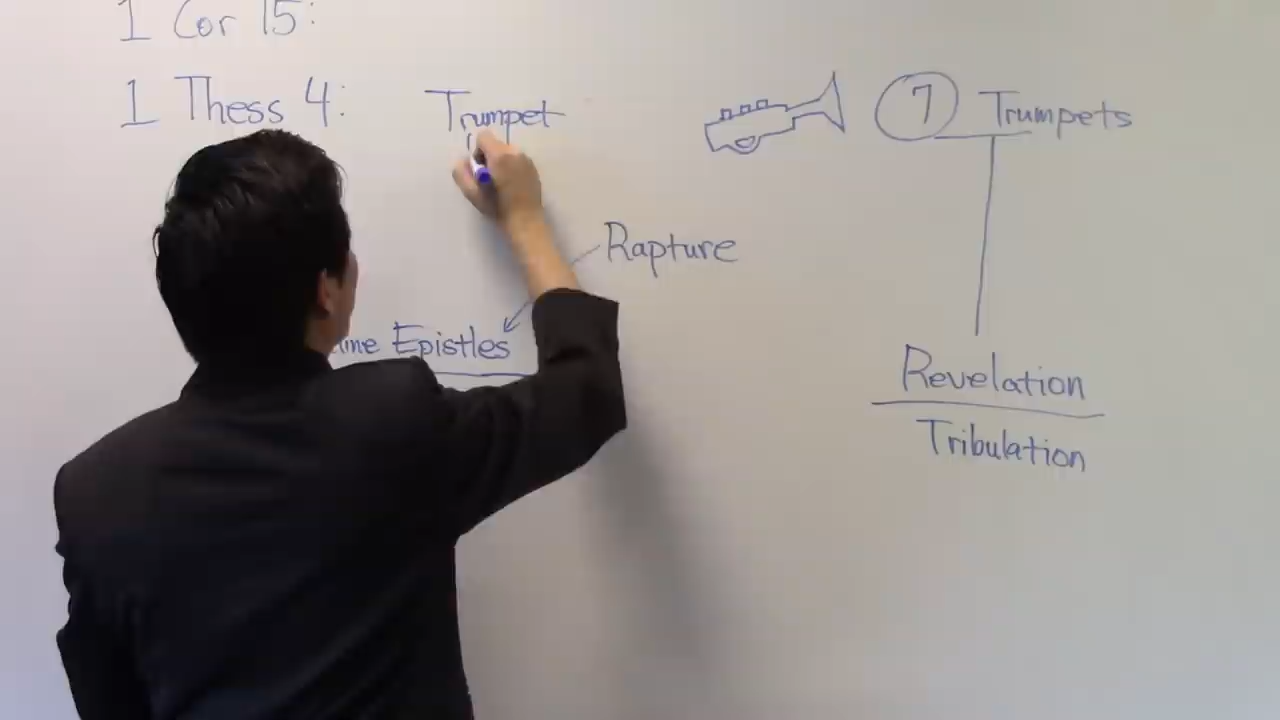 1 Cor 15:
1 Thess 4: Trumpet
7 Trumpets
Rapture
Epistles
Revelation
Tribulation